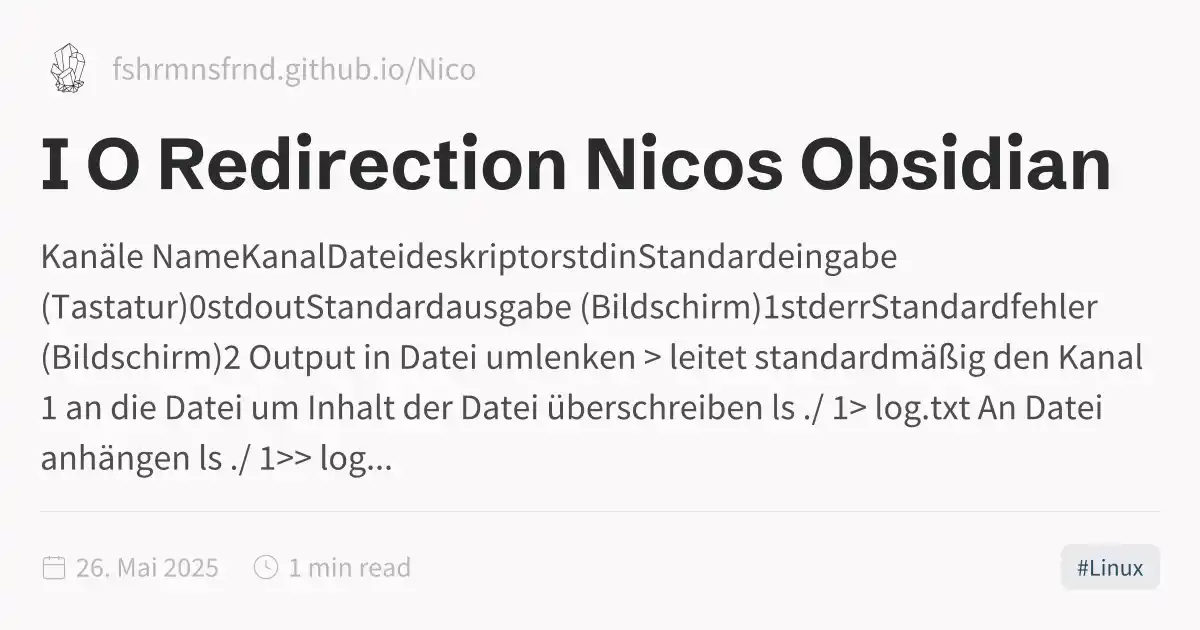 fshrmnsfrnd.github.io/Nico
I O Redirection Nicos Obsidian
Kanäle NameKanalDateideskriptorstdinStandardeingabe
(Tastatur)0stdoutStandardausgabe (Bildschirm)1stderrStandardfehler
(Bildschirm)2 Output in Datei umlenken > leitet standardmäßig den Kanal
1 an die Datei um Inhalt der Datei überschreiben ls ./ 1> log.txt An Datei
anhängen ls ./ 1>> log...
26. Mai 2025 1 min read #Linux